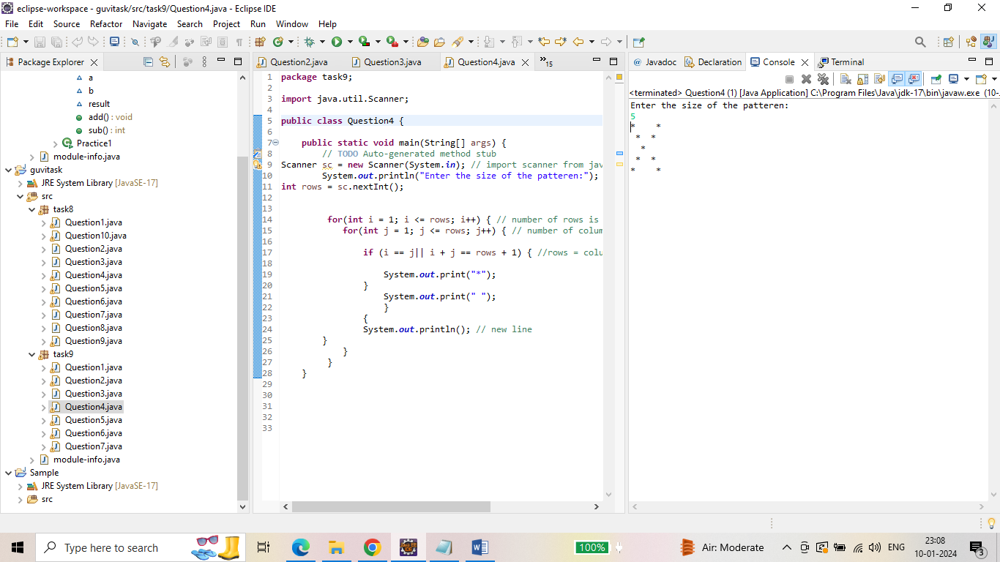 eclipse-workspace - guvitask/src/task9/Question4.java - Eclipse IDE
File Edit Source Refactor Navigate Search Project Run Window Help
Package Explorer
a
b
result
add() : void
sub() : int
Practice1
module-info.java
guvitask
JRE System Library [JavaSE-17]
src
task8
Question1.java
Question10.java
Question2.java
Question3.java
Question4.java
Question5.java
Question6.java
Question7.java
Question8.java
Question9.java
task9
Question1.java
Question2.java
Question3.java
Question4.java
Question5.java
Question6.java
Question7.java
module-info.java
Sample
JRE System Library [JavaSE-17]
src
Question2.java Question3.java Question4.java »15
1 package task9;
2
3 import java.util.Scanner;
4
5 public class Question4 {
6
7 public static void main(String[] args) {
8 // TODO Auto-generated method stub
9 Scanner sc = new Scanner(System.in); // import scanner from jav
10 System.out.println("Enter the size of the patteren:");
11 int rows = sc.nextInt();
12
13
14 for(int i = 1; i <= rows; i++) { // number of rows is
15 for(int j = 1; j <= rows; j++) { // number of colum
16
17 if (i == j|| i + j == rows + 1) { //rows = colu
18
19 System.out.print("*");
20 }
21 System.out.print(" ");
22 }
23 {
24 System.out.println(); // new line
25 }
26 }
27 }
28 }
29
30
31
32
33
@ Javadoc Declaration Console Terminal
<terminated> Question4 (1) [Java Application] C:\Program Files\Java\jdk-17\bin\javaw.exe (10-
Enter the size of the patteren:
5
*    *
 *  *
  *
 *  *
*    *
Type here to search
100%
Air: Moderate
ENG
23:08
10-01-2024
3